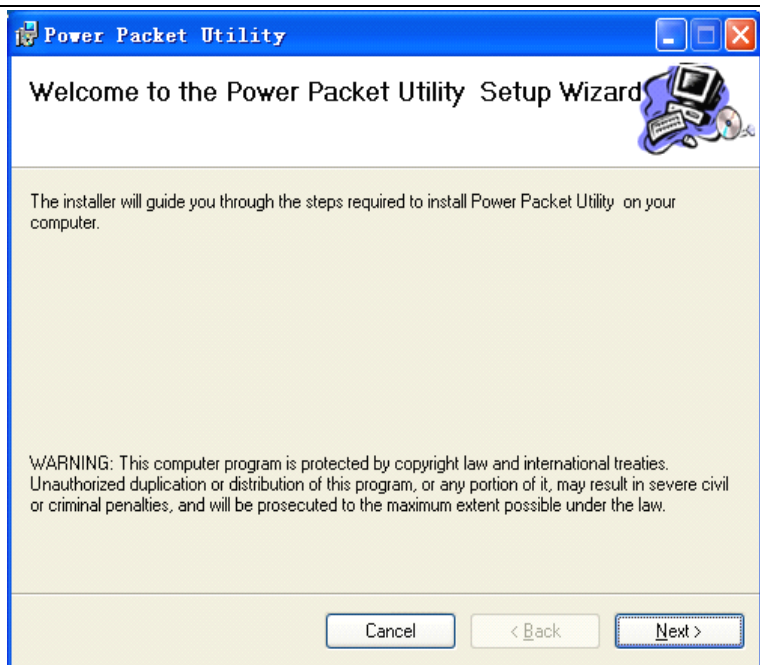 Power Packet Utility
Welcome to the Power Packet Utility  Setup Wizard
The installer will guide you through the steps required to install Power Packet Utility  on your
computer.
WARNING: This computer program is protected by copyright law and international treaties.
Unauthorized duplication or distribution of this program, or any portion of it, may result in severe civil
or criminal penalties, and will be prosecuted to the maximum extent possible under the law.
Cancel
< Back
Next >